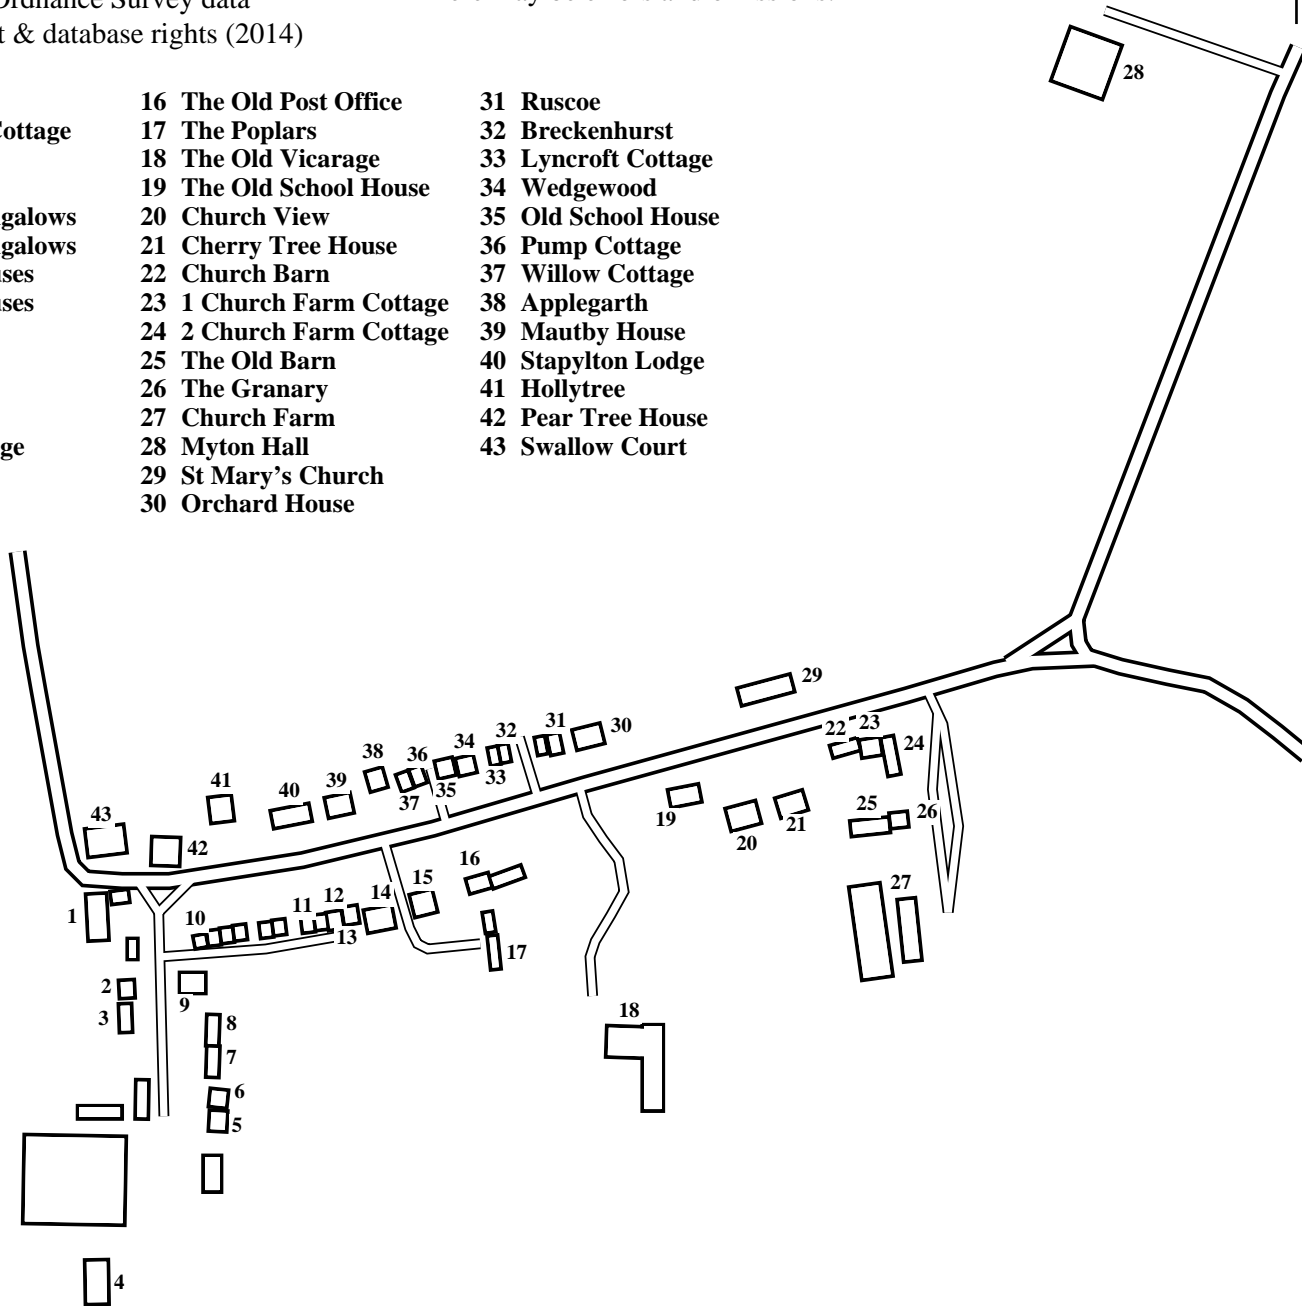 Ordnance Survey data
t & database rights (2014)
Cottage
galows
galows
uses
uses
ge
16 The Old Post Office
17 The Poplars
18 The Old Vicarage
19 The Old School House
20 Church View
21 Cherry Tree House
22 Church Barn
23 1 Church Farm Cottage
24 2 Church Farm Cottage
25 The Old Barn
26 The Granary
27 Church Farm
28 Myton Hall
29 St Mary's Church
30 Orchard House
31 Ruscoe
32 Breckenhurst
33 Lyncroft Cottage
34 Wedgewood
35 Old School House
36 Pump Cottage
37 Willow Cottage
38 Applegarth
39 Mautby House
40 Stapylton Lodge
41 Hollytree
42 Pear Tree House
43 Swallow Court
28
29
30
31
32
33
34
35
36
37
38
39
40
41
42
43
22
23
24
25
26
27
19
20
21
16
15
14
12
11
13
10
17
18
1
2
3
9
8
7
6
5
4